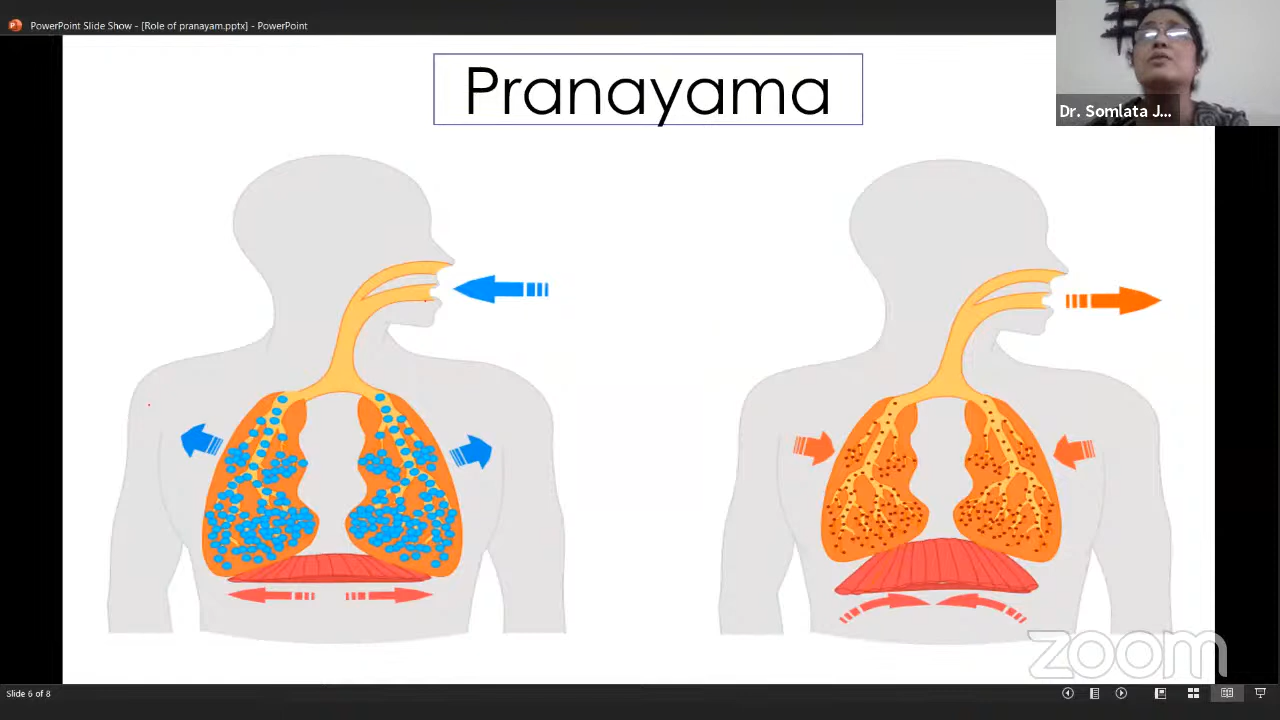 PowerPoint Slide Show - [Role of pranayam.pptx] - PowerPoint
Pranayama
Dr. Somlata J...
zoom
Slide 6 of 8